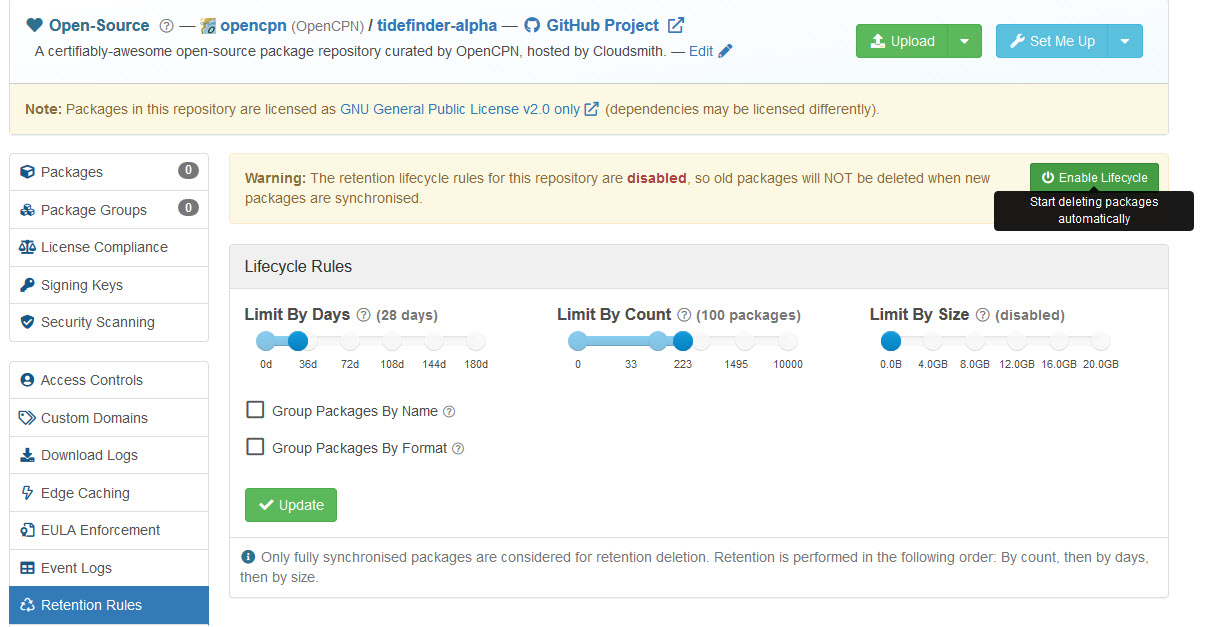 Open-Source — opencpn (OpenCPN) / tidefinder-alpha — GitHub Project
A certifiably-awesome open-source package repository curated by OpenCPN, hosted by Cloudsmith. — Edit
Upload
Set Me Up
Note: Packages in this repository are licensed as GNU General Public License v2.0 only (dependencies may be licensed differently).
Packages 0
Package Groups 0
License Compliance
Signing Keys
Security Scanning
Access Controls
Custom Domains
Download Logs
Edge Caching
EULA Enforcement
Event Logs
Retention Rules
Warning: The retention lifecycle rules for this repository are disabled, so old packages will NOT be deleted when new
packages are synchronised.
Enable Lifecycle
Start deleting packages
automatically
Lifecycle Rules
Limit By Days (28 days)
0d 36d 72d 108d 144d 180d
Limit By Count (100 packages)
0 33 223 1495 10000
Limit By Size (disabled)
0.0B 4.0GB 8.0GB 12.0GB 16.0GB 20.0GB
Group Packages By Name
Group Packages By Format
Update
Only fully synchronised packages are considered for retention deletion. Retention is performed in the following order: By count, then by days,
then by size.